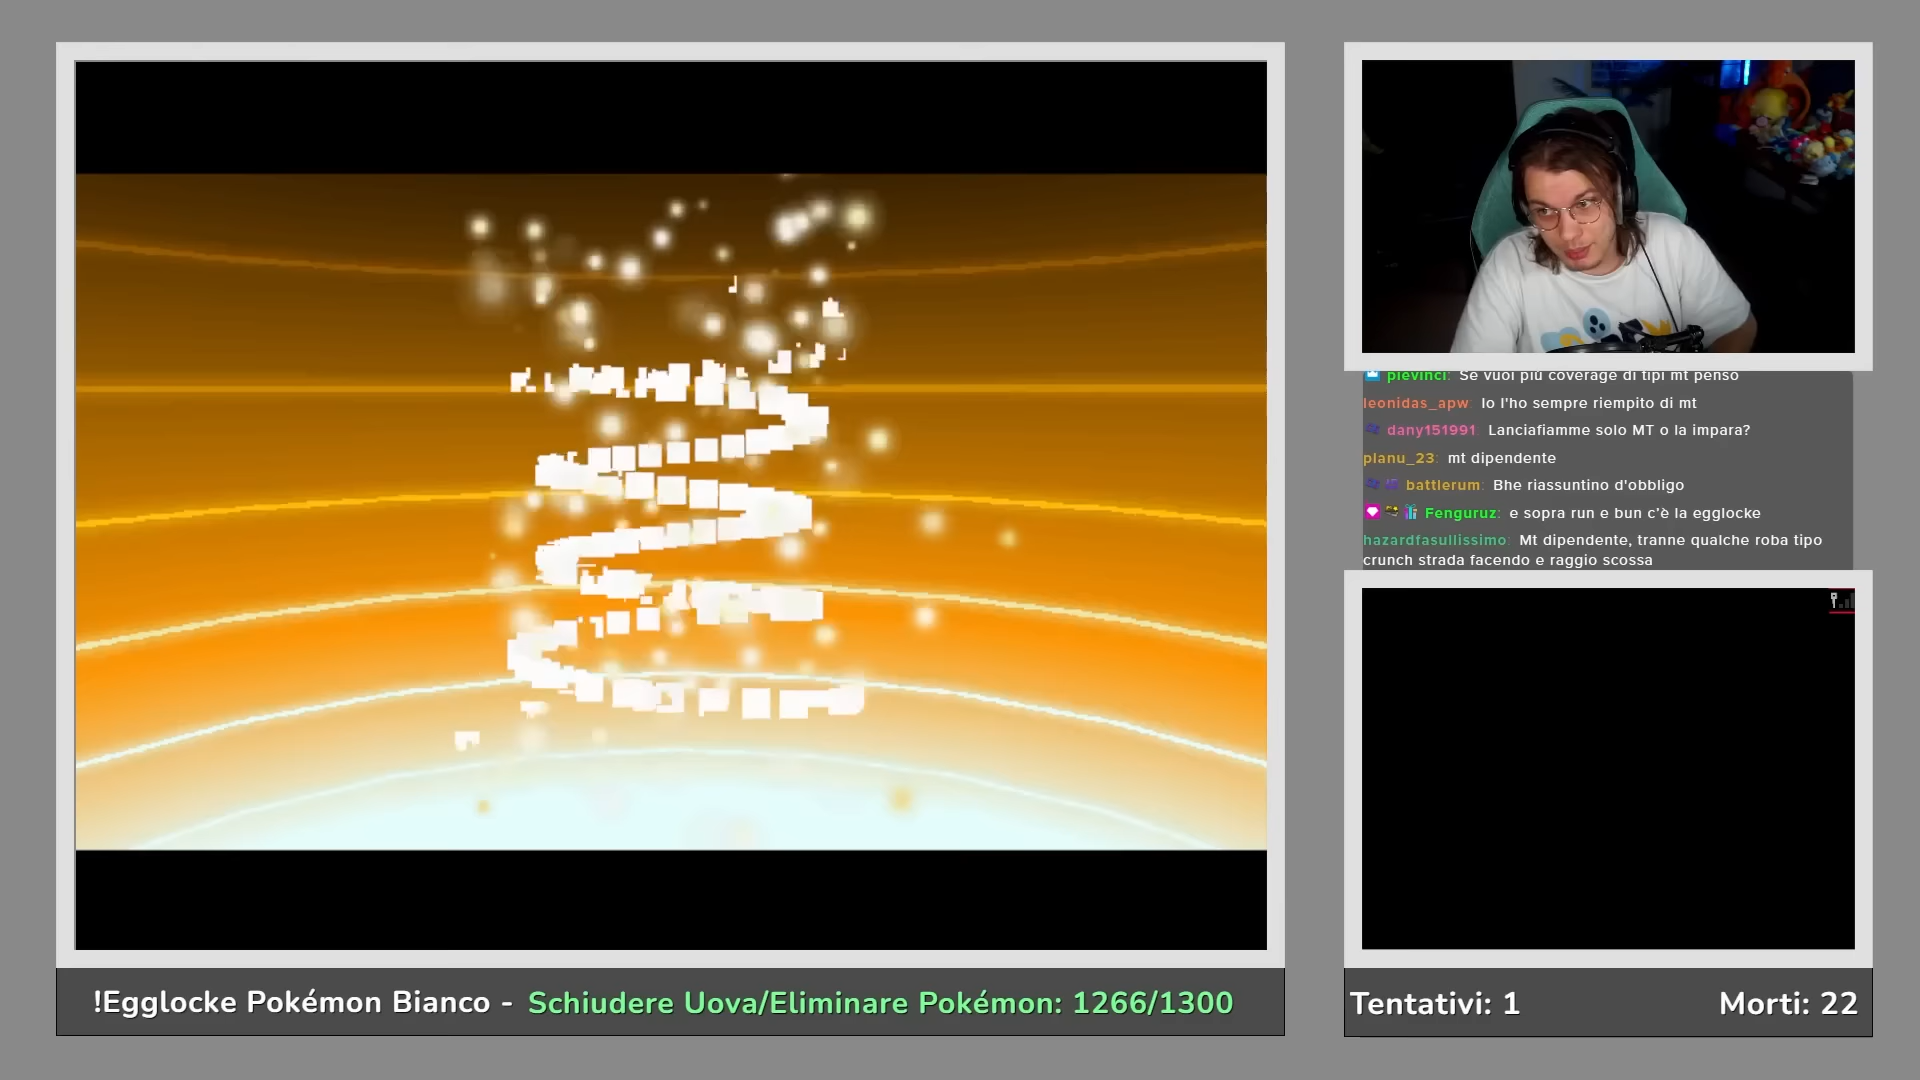 pievinci: Se vuoi più coverage di tipi mt penso
leonidas_apw: Io l'ho sempre riempito di mt
dany151991: Lanciafiamme solo MT o la impara?
planu_23: mt dipendente
battlerum: Bhe riassuntino d'obbligo
Fenguruz: e sopra run e bun c'è la egglocke
hazardfasullissimo: Mt dipendente, tranne qualche roba tipo
crunch strada facendo e raggio scossa
!Egglocke Pokémon Bianco - Schiudere Uova/Eliminare Pokémon: 1266/1300
Tentativi: 1 Morti: 22